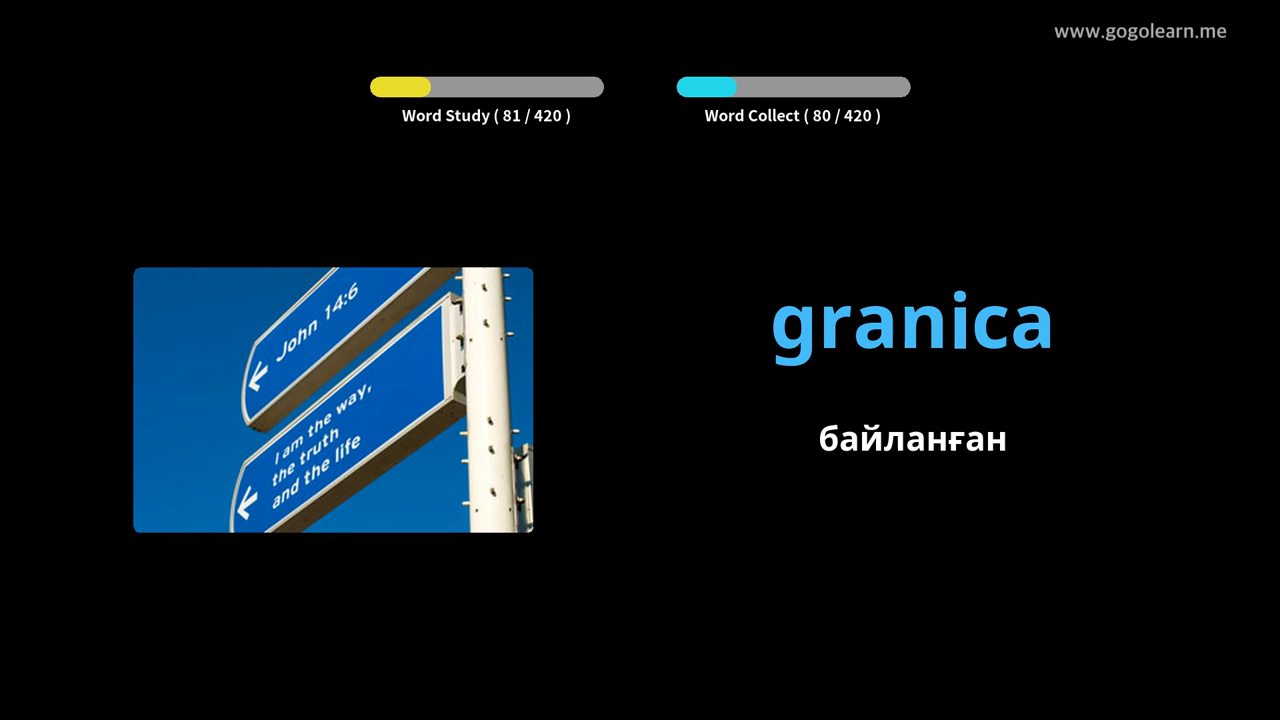 www.gogolearn.me
Word Study ( 81 / 420 )
Word Collect ( 80 / 420 )
John 14:6
I am the way,
the truth
and the life
granica
байланған